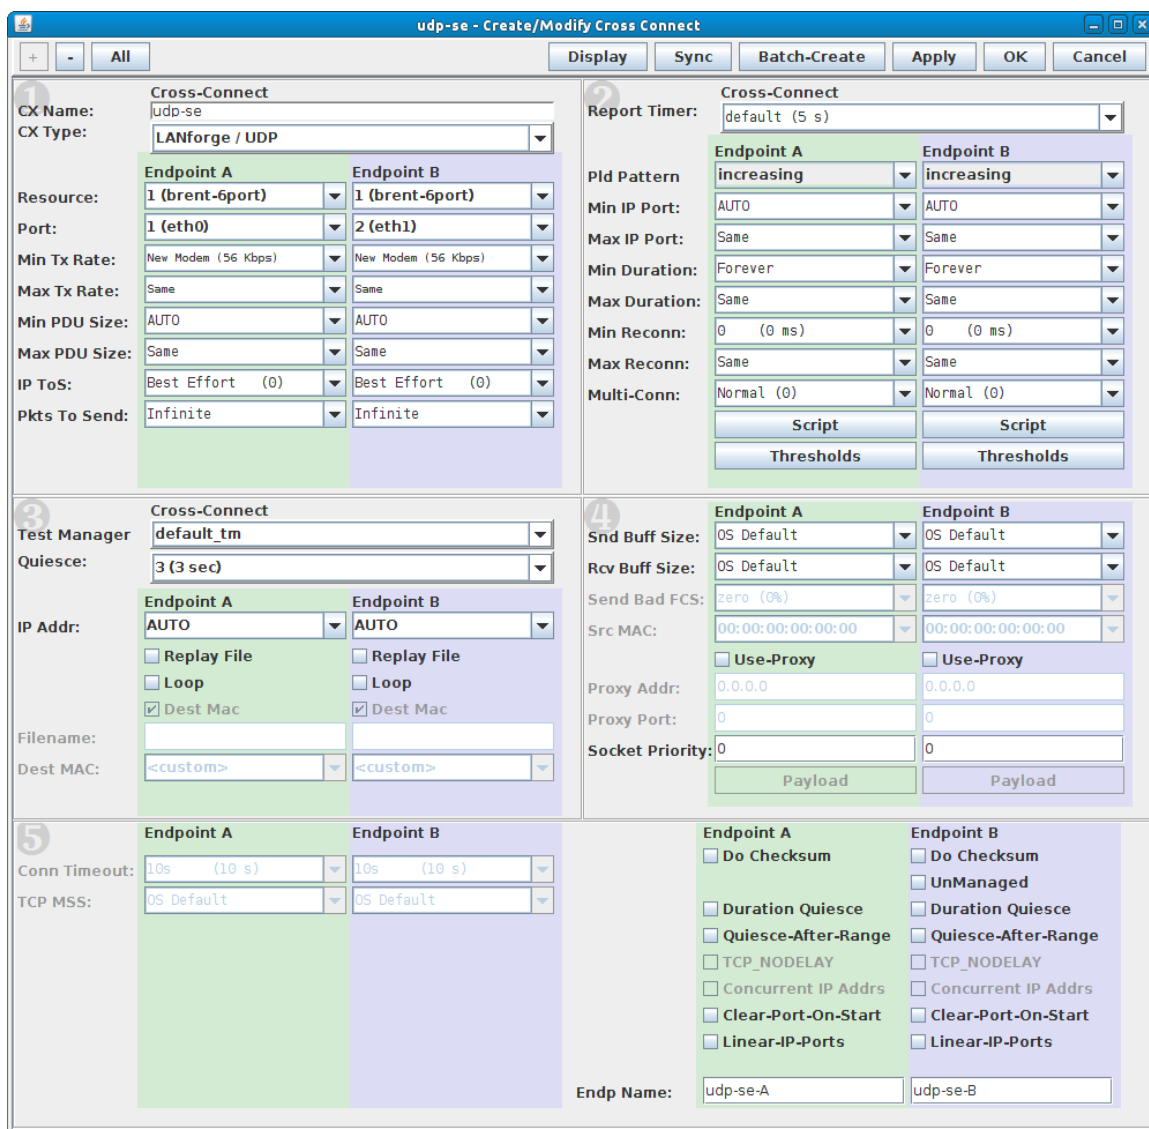 udp-se - Create/Modify Cross Connect
+ - All Display Sync Batch-Create Apply OK Cancel
1
Cross-Connect
CX Name: udp-se
CX Type: LANforge / UDP
Endpoint A Endpoint B
Resource: 1 (brent-6port) 1 (brent-6port)
Port: 1 (eth0) 2 (eth1)
Min Tx Rate: New Modem (56 Kbps) New Modem (56 Kbps)
Max Tx Rate: Same Same
Min PDU Size: AUTO AUTO
Max PDU Size: Same Same
IP ToS: Best Effort (0) Best Effort (0)
Pkts To Send: Infinite Infinite
2
Cross-Connect
Report Timer: default (5 s)
Endpoint A Endpoint B
Pld Pattern increasing increasing
Min IP Port: AUTO AUTO
Max IP Port: Same Same
Min Duration: Forever Forever
Max Duration: Same Same
Min Reconn: 0 (0 ms) 0 (0 ms)
Max Reconn: Same Same
Multi-Conn: Normal (0) Normal (0)
Script Script
Thresholds Thresholds
3
Cross-Connect
Test Manager default_tm
Quiesce: 3 (3 sec)
Endpoint A Endpoint B
IP Addr: AUTO AUTO
Replay File Replay File
Loop Loop
Dest Mac Dest Mac
Filename:
Dest MAC: <custom> <custom>
4
Endpoint A Endpoint B
Snd Buff Size: OS Default OS Default
Rcv Buff Size: OS Default OS Default
Send Bad FCS: zero (0%) zero (0%)
Src MAC: 00:00:00:00:00:00 00:00:00:00:00:00
Use-Proxy Use-Proxy
Proxy Addr: 0.0.0.0 0.0.0.0
Proxy Port: 0 0
Socket Priority: 0 0
Payload Payload
5
Endpoint A Endpoint B
Conn Timeout: 10s (10 s) 10s (10 s)
TCP MSS: OS Default OS Default
Endpoint A Endpoint B
Do Checksum Do Checksum
UnManaged
Duration Quiesce Duration Quiesce
Quiesce-After-Range Quiesce-After-Range
TCP_NODELAY TCP_NODELAY
Concurrent IP Addrs Concurrent IP Addrs
Clear-Port-On-Start Clear-Port-On-Start
Linear-IP-Ports Linear-IP-Ports
Endp Name: udp-se-A udp-se-B